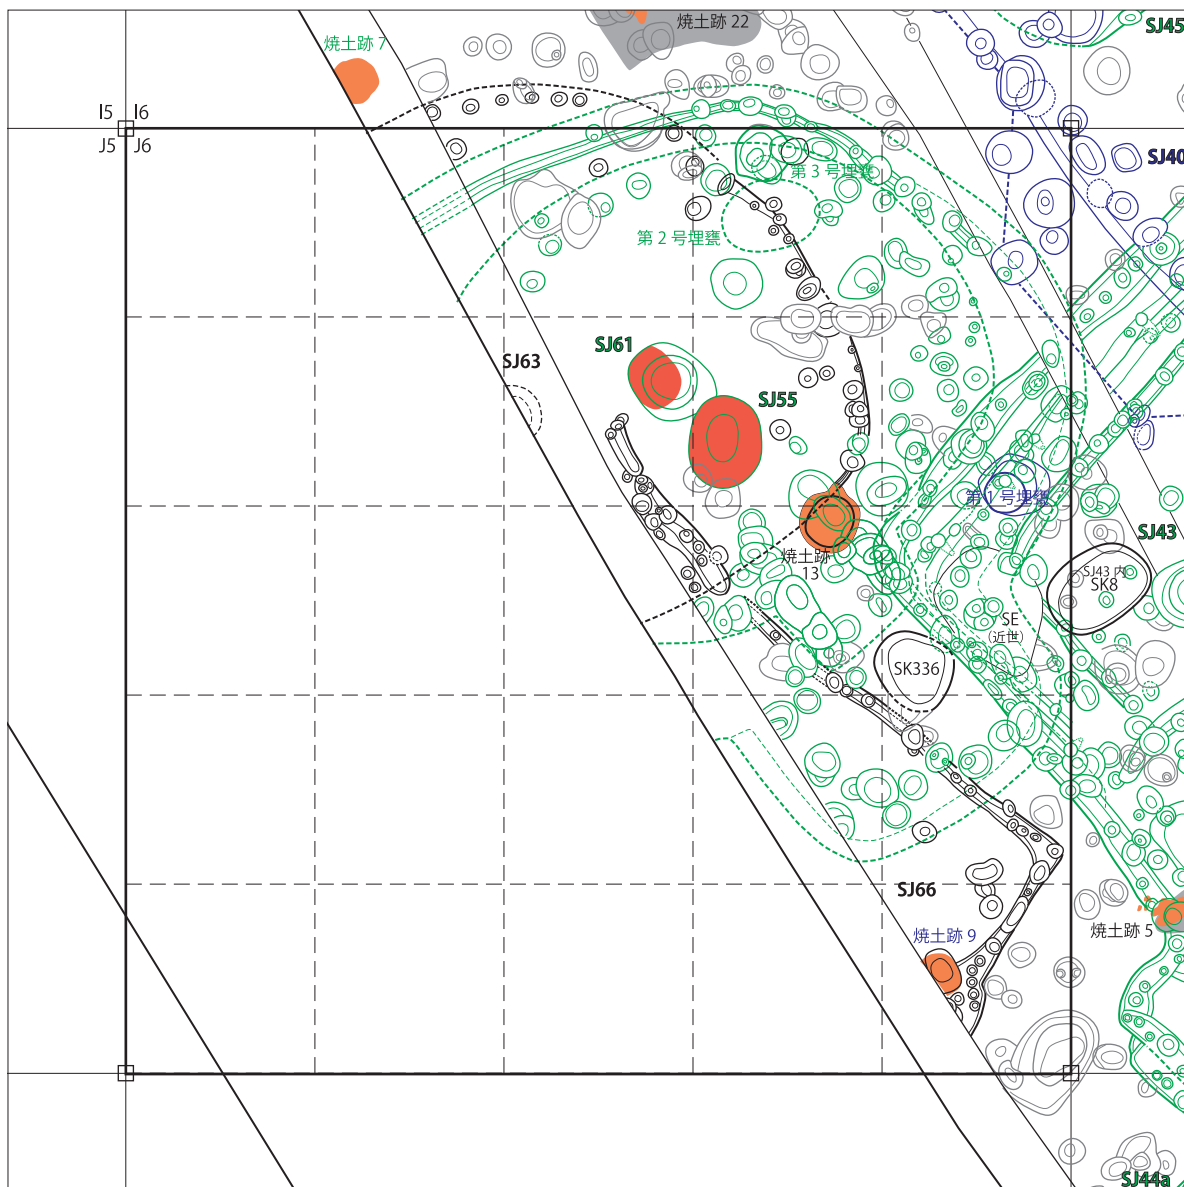 焼土跡 22
SJ45
焼土跡 7
I5 I6
J5 J6
SJ40
第 3 号埋甕
第 2 号埋甕
SJ61
SJ63
SJ55
第 1 号埋甕
SJ43
焼土跡
13
SJ43 内
SK8
SE
（近世）
SK336
SJ66
焼土跡 9
焼土跡 5
SJ44a